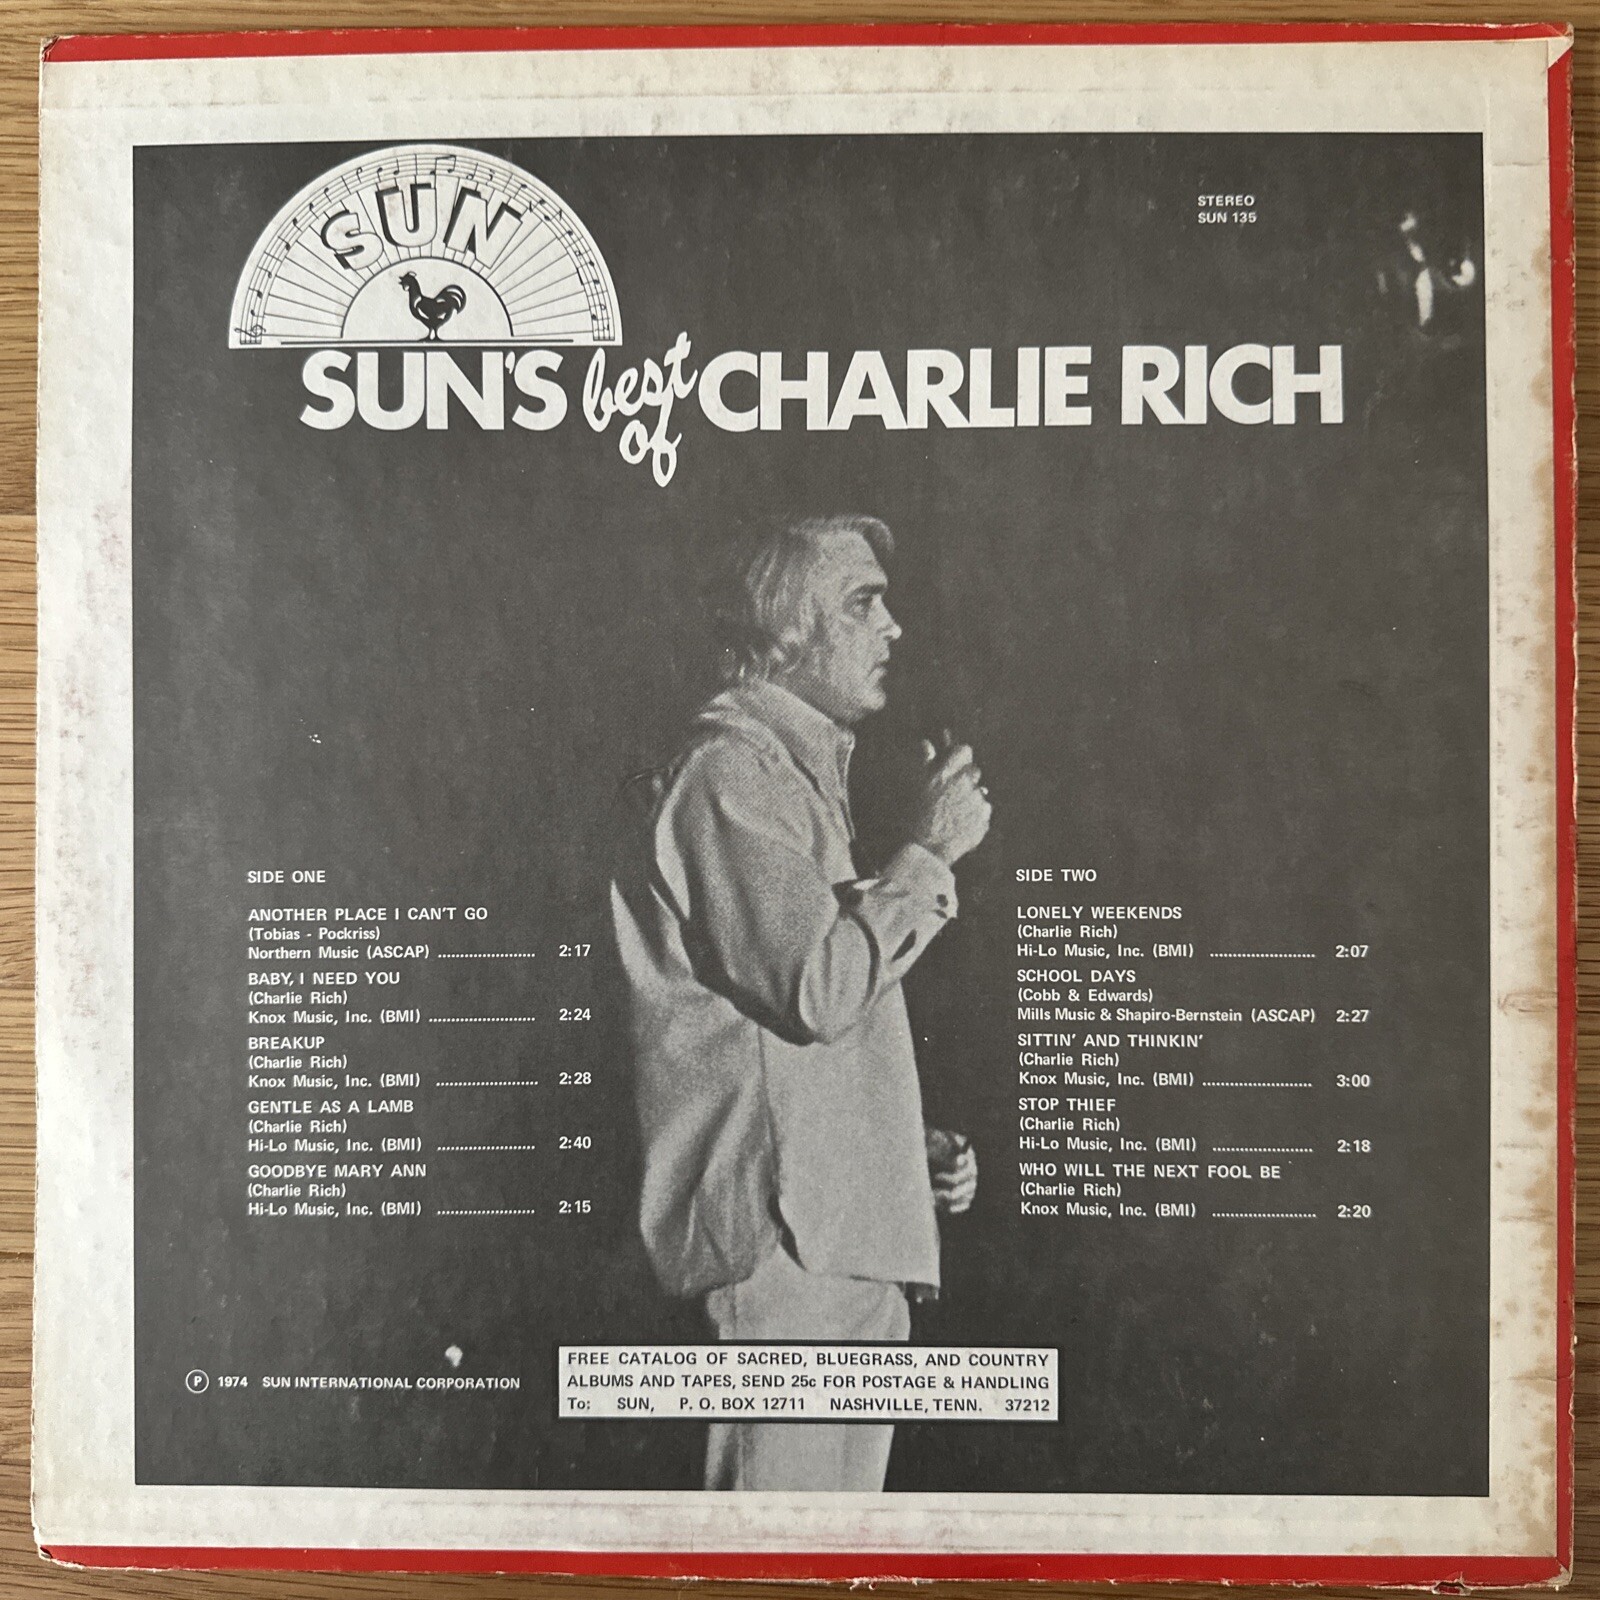 SUN
STEREO
SUN 135
SUN'S best of CHARLIE RICH
SIDE ONE
ANOTHER PLACE I CAN'T GO
(Tobias - Pockriss)
Northern Music (ASCAP) ...................... 2:17
BABY, I NEED YOU
(Charlie Rich)
Knox Music, Inc. (BMI) ........................ 2:24
BREAKUP
(Charlie Rich)
Knox Music, Inc. (BMI) ....................... 2:28
GENTLE AS A LAMB
(Charlie Rich)
Hi-Lo Music, Inc. (BMI) ...................... 2:40
GOODBYE MARY ANN
(Charlie Rich)
Hi-Lo Music, Inc. (BMI) ...................... 2:15
SIDE TWO
LONELY WEEKENDS
(Charlie Rich)
Hi-Lo Music, Inc. (BMI) ........................ 2:07
SCHOOL DAYS
(Cobb & Edwards)
Mills Music & Shapiro-Bernstein (ASCAP) 2:27
SITTIN' AND THINKIN'
(Charlie Rich)
Knox Music, Inc. (BMI) ......................... 3:00
STOP THIEF
(Charlie Rich)
Hi-Lo Music, Inc. (BMI) ....................... 2:18
WHO WILL THE NEXT FOOL BE
(Charlie Rich)
Knox Music, Inc. (BMI) ........................ 2:20
Ⓟ 1974 SUN INTERNATIONAL CORPORATION
FREE CATALOG OF SACRED, BLUEGRASS, AND COUNTRY
ALBUMS AND TAPES, SEND 25c FOR POSTAGE & HANDLING
To: SUN, P. O. BOX 12711 NASHVILLE, TENN. 37212